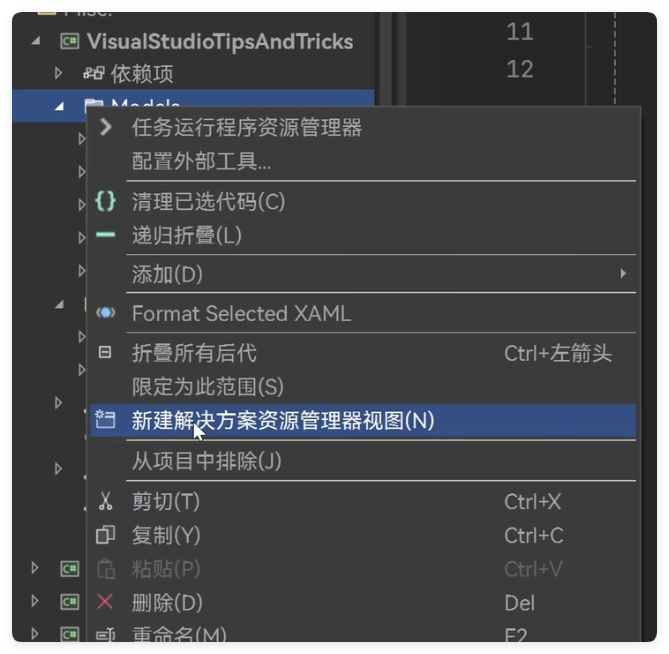 Misc.
VisualStudioTipsAndTricks
11
依赖项
12
Models
任务运行程序资源管理器
配置外部工具...
清理已选代码(C)
递归折叠(L)
添加(D)
Format Selected XAML
折叠所有后代 Ctrl+左箭头
限定为此范围(S)
新建解决方案资源管理器视图(N)
从项目中排除(J)
剪切(T) Ctrl+X
复制(Y) Ctrl+C
粘贴(P) Ctrl+V
删除(D) Del
重命名(M) F2